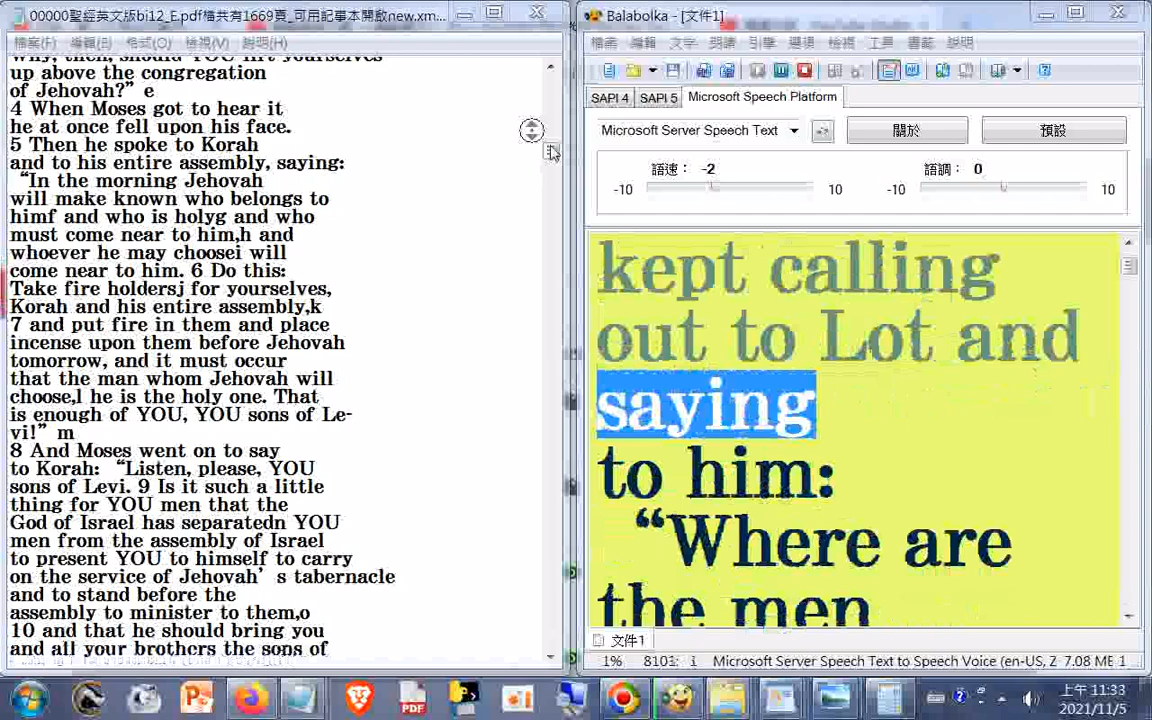 00000聖經英文版bi12_E.pdf檔共有1669頁_可用記事本開啟new.xm...
檔案(F) 編輯(E) 格式(O) 檢視(V) 說明(H)
Why, then, should YOU lift yourselves
up above the congregation
of Jehovah?” e
4 When Moses got to hear it
he at once fell upon his face.
5 Then he spoke to Korah
and to his entire assembly, saying:
“In the morning Jehovah
will make known who belongs to
himf and who is holyg and who
must come near to him,h and
whoever he may choosei will
come near to him. 6 Do this:
Take fire holdersj for yourselves,
Korah and his entire assembly,k
7 and put fire in them and place
incense upon them before Jehovah
tomorrow, and it must occur
that the man whom Jehovah will
choose,l he is the holy one. That
is enough of YOU, YOU sons of Le-
vi!” m
8 And Moses went on to say
to Korah: “Listen, please, YOU
sons of Levi. 9 Is it such a little
thing for YOU men that the
God of Israel has separatedn YOU
men from the assembly of Israel
to present YOU to himself to carry
on the service of Jehovah’s tabernacle
and to stand before the
assembly to minister to them,o
10 and that he should bring you
and all your brothers the sons of
Balabolka - [文件1]
檔案 編輯 文字 朗讀 引擎 選項 檢視 工具 書籤 說明
SAPI 4 SAPI 5 Microsoft Speech Platform
Microsoft Server Speech Text 關於 預設
語速： -2 語調： 0
-10 10 -10 10
kept calling
out to Lot and
saying
to him:
“Where are
the men
文件1
1% 8103: i Microsoft Server Speech Text to Speech Voice (en-US, Z 7.08 ME 1
PDF
上午 11:33
2021/11/5